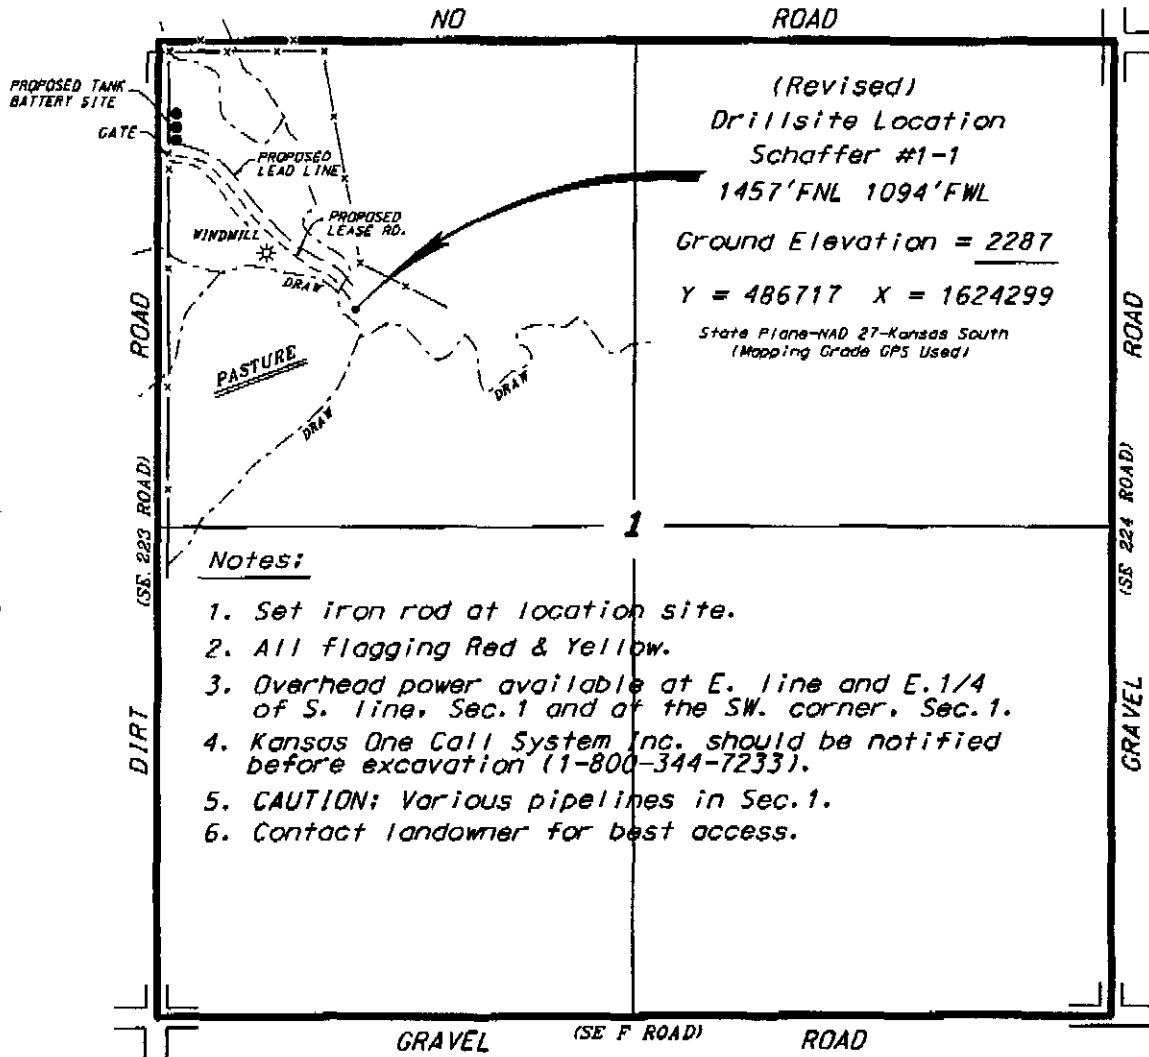 NO ROAD
PROPOSED TANK
BATTERY SITE
GATE
PROPOSED
LEAD LINE
WINDMILL
PROPOSED
LEASE RD.
DRAW
PASTURE
DRAW
DRAW
(Revised)
Drillsite Location
Schaffer #1-1
1457'FNL 1094'FWL
Ground Elevation = 2287
Y = 486717 X = 1624299
State Plane-NAD 27-Kansas South
(Mapping Grade GPS Used)
DIRT (SE 223 ROAD) ROAD
GRAVEL (SE 224 ROAD) ROAD
1
Notes:
1. Set iron rod at location site.
2. All flagging Red & Yellow.
3. Overhead power available at E. line and E.1/4
of S. line, Sec.1 and at the SW. corner, Sec.1.
4. Kansas One Call System Inc. should be notified
before excavation (1-800-344-7233).
5. CAUTION: Various pipelines in Sec.1.
6. Contact landowner for best access.
GRAVEL (SE F ROAD) ROAD